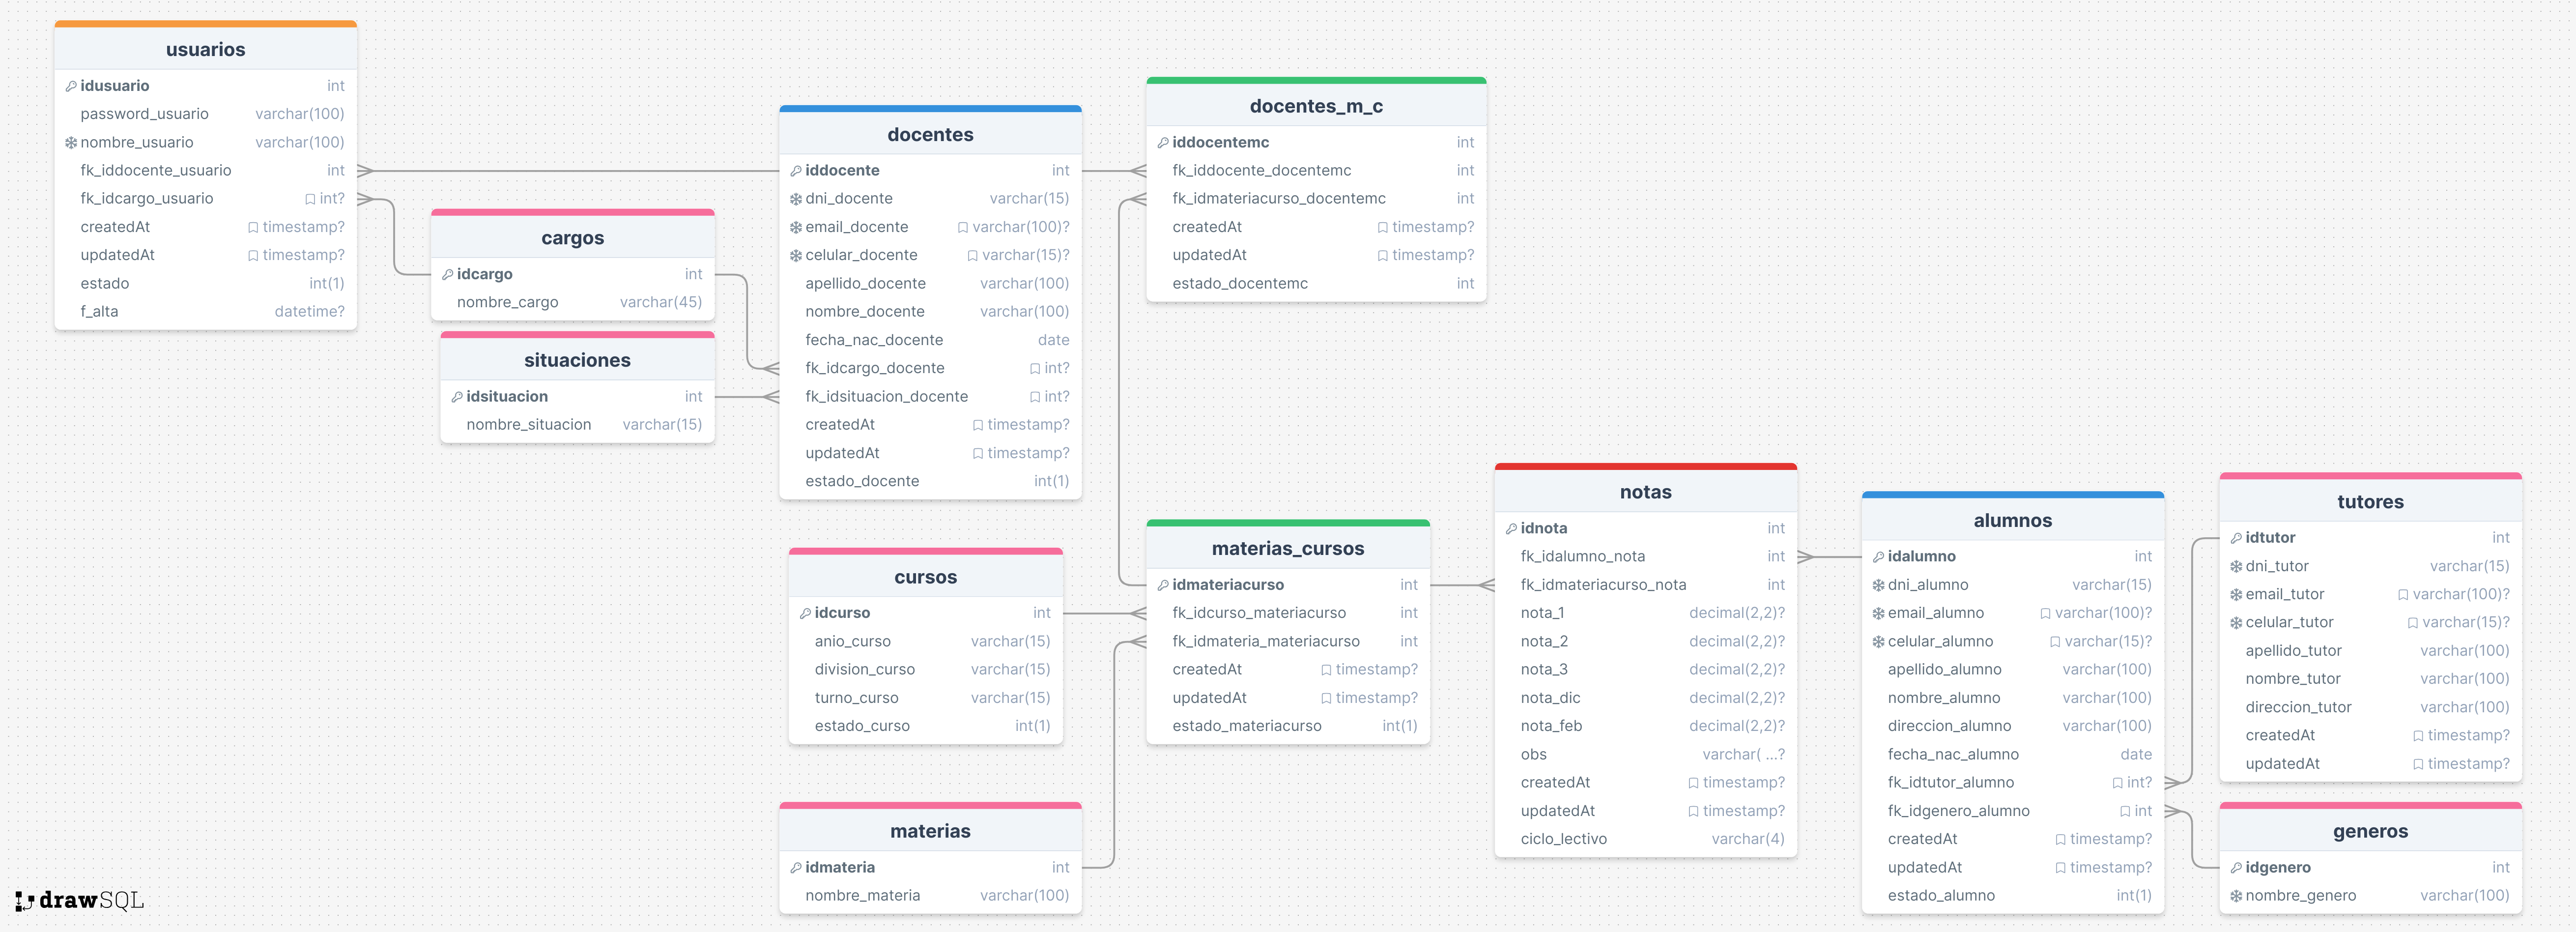 usuarios
idusuario int
password_usuario varchar(100)
nombre_usuario varchar(100)
fk_iddocente_usuario int
fk_idcargo_usuario int?
createdAt timestamp?
updatedAt timestamp?
estado int(1)
f_alta datetime?
cargos
idcargo int
nombre_cargo varchar(45)
situaciones
idsituacion int
nombre_situacion varchar(15)
docentes
iddocente int
dni_docente varchar(15)
email_docente varchar(100)?
celular_docente varchar(15)?
apellido_docente varchar(100)
nombre_docente varchar(100)
fecha_nac_docente date
fk_idcargo_docente int?
fk_idsituacion_docente int?
createdAt timestamp?
updatedAt timestamp?
estado_docente int(1)
docentes_m_c
iddocentemc int
fk_iddocente_docentemc int
fk_idmateriacurso_docentemc int
createdAt timestamp?
updatedAt timestamp?
estado_docentemc int
cursos
idcurso int
anio_curso varchar(15)
division_curso varchar(15)
turno_curso varchar(15)
estado_curso int(1)
materias
idmateria int
nombre_materia varchar(100)
materias_cursos
idmateriacurso int
fk_idcurso_materiacurso int
fk_idmateria_materiacurso int
createdAt timestamp?
updatedAt timestamp?
estado_materiacurso int(1)
notas
idnota int
fk_idalumno_nota int
fk_idmateriacurso_nota int
nota_1 decimal(2,2)?
nota_2 decimal(2,2)?
nota_3 decimal(2,2)?
nota_dic decimal(2,2)?
nota_feb decimal(2,2)?
obs varchar( ...?
createdAt timestamp?
updatedAt timestamp?
ciclo_lectivo varchar(4)
alumnos
idalumno int
dni_alumno varchar(15)
email_alumno varchar(100)?
celular_alumno varchar(15)?
apellido_alumno varchar(100)
nombre_alumno varchar(100)
direccion_alumno varchar(100)
fecha_nac_alumno date
fk_idtutor_alumno int?
fk_idgenero_alumno int
createdAt timestamp?
updatedAt timestamp?
estado_alumno int(1)
tutores
idtutor int
dni_tutor varchar(15)
email_tutor varchar(100)?
celular_tutor varchar(15)?
apellido_tutor varchar(100)
nombre_tutor varchar(100)
direccion_tutor varchar(100)
createdAt timestamp?
updatedAt timestamp?
generos
idgenero int
nombre_genero varchar(100)
drawSQL